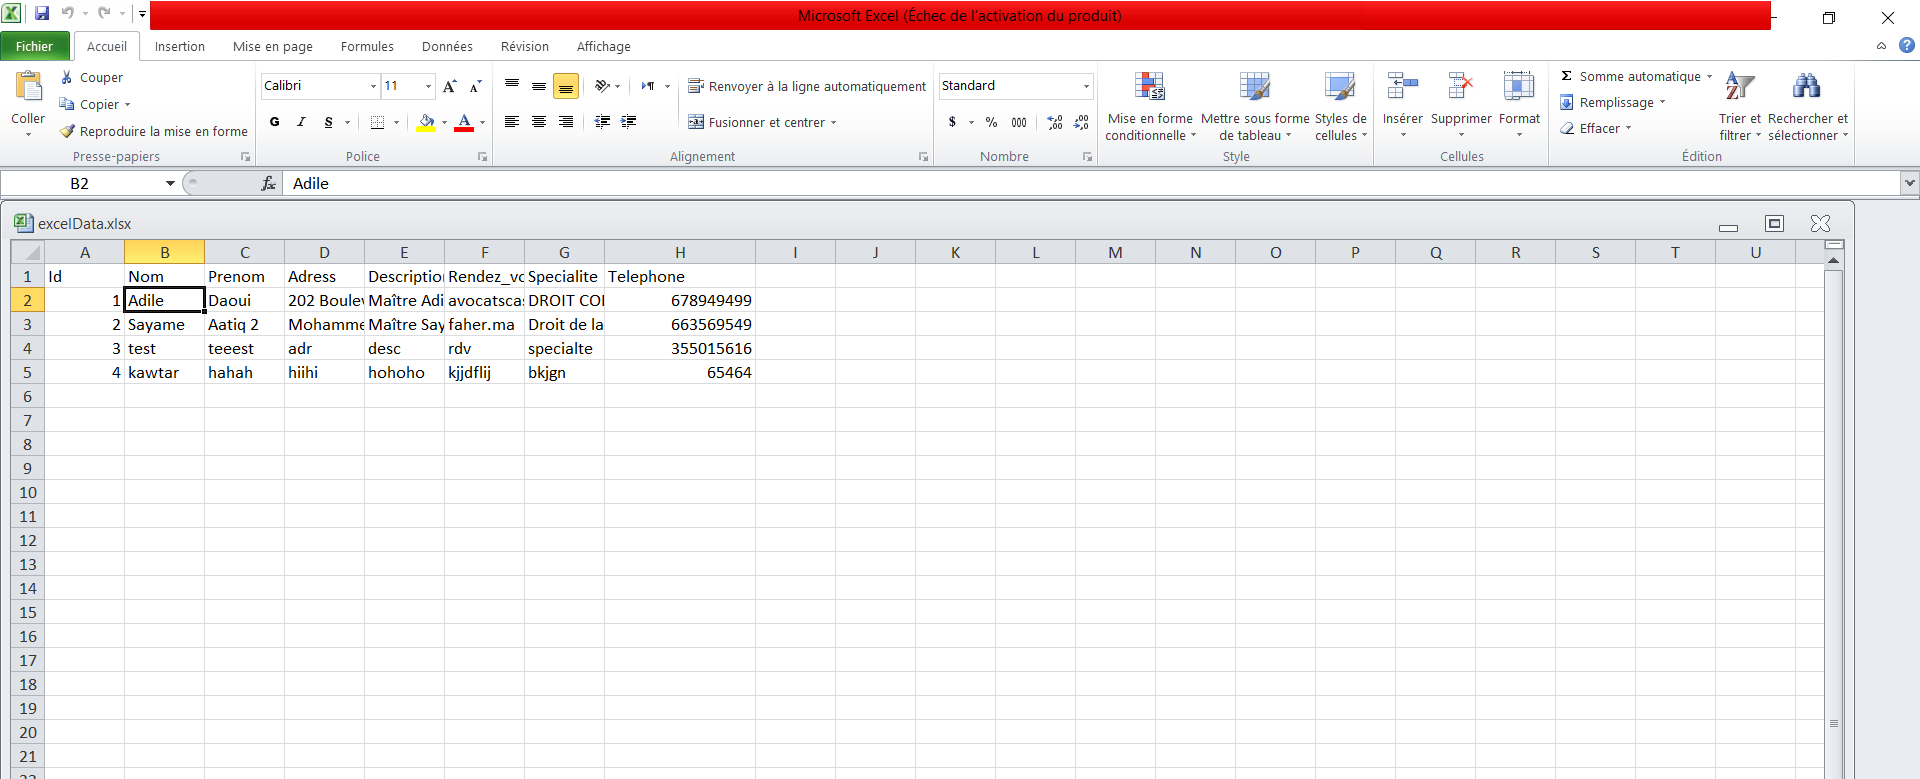 Microsoft Excel (Échec de l'activation du produit)
Fichier Accueil Insertion Mise en page Formules Données Révision Affichage
Coller
Couper
Copier
Reproduire la mise en forme
Presse-papiers
Calibri 11
G I S A
Police
Renvoyer à la ligne automatiquement
Fusionner et centrer
Alignement
Standard
$ % 000
Nombre
Mise en forme conditionnelle
Mettre sous forme de tableau
Styles de cellules
Style
Insérer
Supprimer
Format
Cellules
Σ Somme automatique
Remplissage
Effacer
Trier et filtrer
Rechercher et sélectionner
Édition
B2 fx Adile
excelData.xlsx
A B C D E F G H I J K L M N O P Q R S T U
1 Id Nom Prenom Adress Description Rendez_vo Specialite Telephone
2 1 Adile Daoui 202 Boulev Maître Adi avocatscas DROIT COI 678949499
3 2 Sayame Aatiq 2 Mohamme Maître Say faher.ma Droit de la 663569549
4 3 test teeest adr desc rdv specialte 355015616
5 4 kawtar hahah hiihi hohoho kjjdflij bkjgn 65464
6
7
8
9
10
11
12
13
14
15
16
17
18
19
20
21